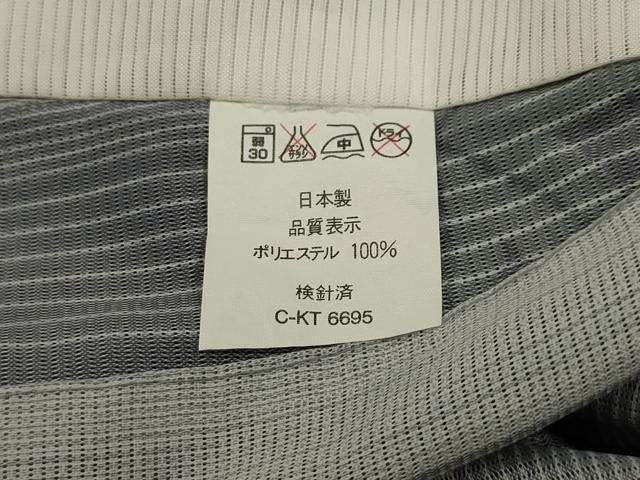 弱 30 エンソサラシ 中 ドライ
日本製
品質表示
ポリエステル 100%
検針済
C-KT 6695